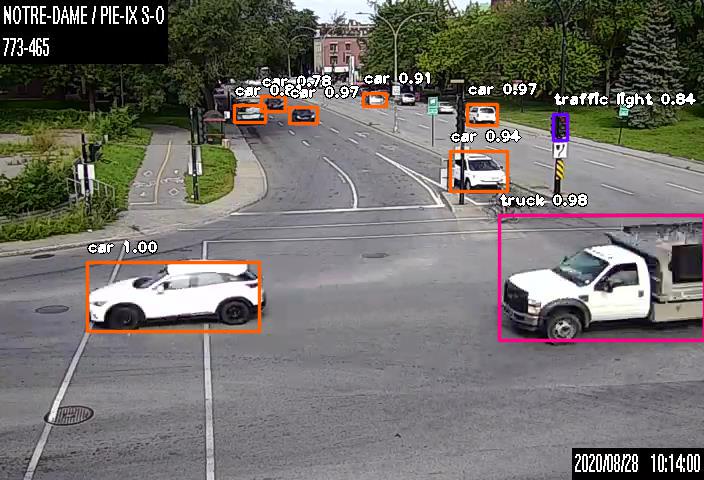 NOTRE-DAME / PIE-IX S-O
773-465
car 0.78
car 0.97
car 0.91
car 0.97
traffic light 0.84
car 0.94
truck 0.98
car 1.00
2020/08/28 10:14:00